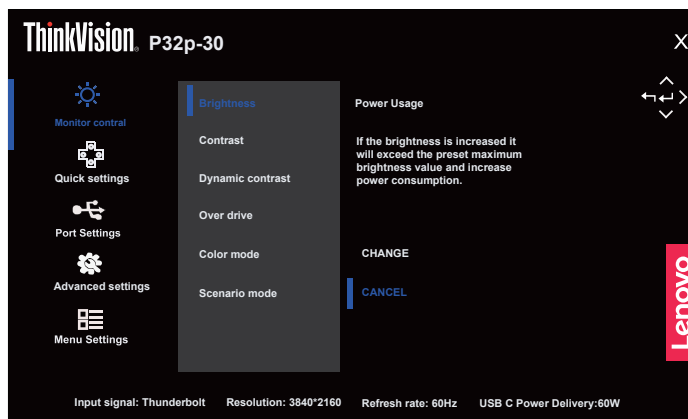 ThinkVision® P32p-30
X
Monitor contral
Quick settings
Port Settings
Advanced settings
Menu Settings
Brightness
Contrast
Dynamic contrast
Over drive
Color mode
Scenario mode
Power Usage
If the brightness is increased it
will exceed the preset maximum
brightness value and increase
power consumption.
CHANGE
CANCEL
Lenovo
Input signal: Thunderbolt Resolution: 3840*2160 Refresh rate: 60Hz USB C Power Delivery:60W